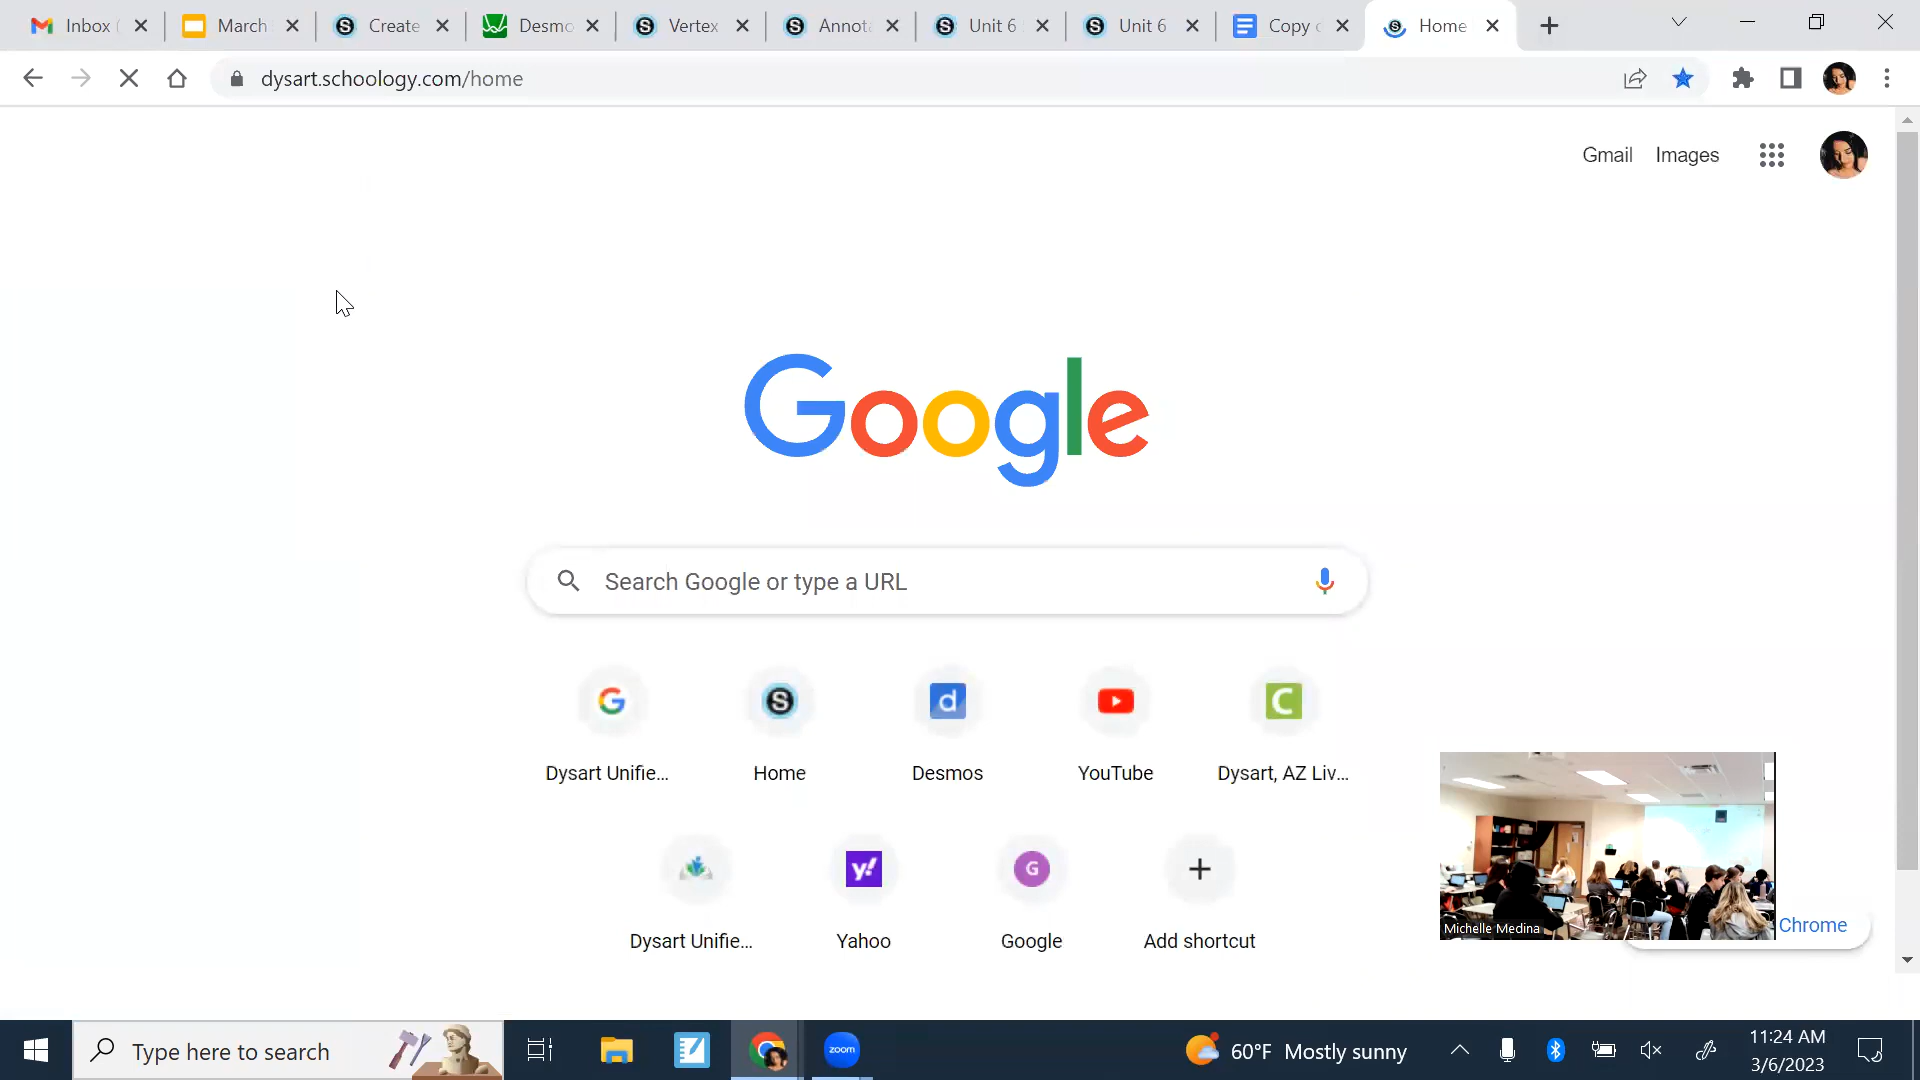 Inbox (
March
Create
Desmo
Vertex
Annota
Unit 6
Unit 6
Copy
Home
dysart.schoology.com/home
Gmail
Images
Google
Search Google or type a URL
Dysart Unifie...
Home
Desmos
YouTube
Dysart, AZ Liv...
Dysart Unifie...
Yahoo
Google
Add shortcut
Michelle Medina
Chrome
Type here to search
zoom
60°F Mostly sunny
11:24 AM
3/6/2023